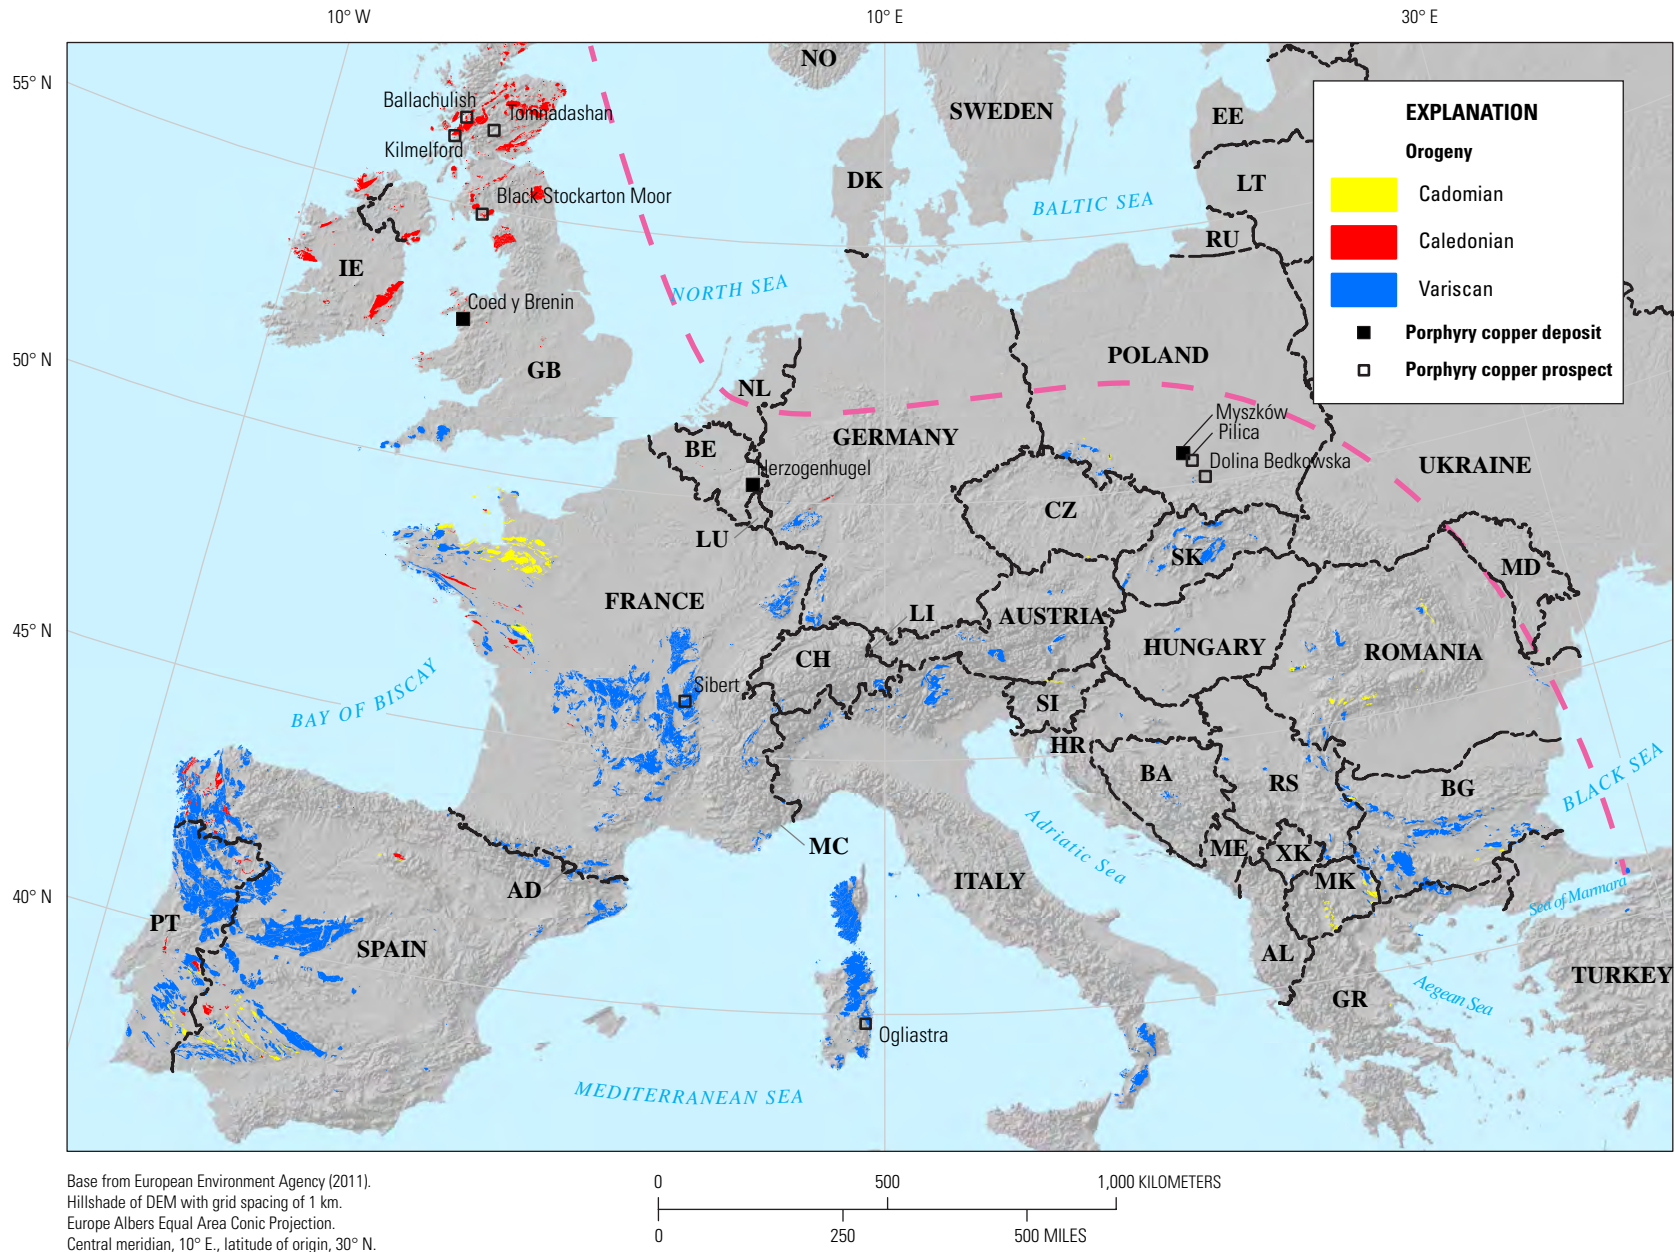 10° W
10° E
30° E
55° N
50° N
45° N
40° N
EXPLANATION
Orogeny
Cadomian
Caledonian
Variscan
Porphyry copper deposit
Porphyry copper prospect
NO
SWEDEN
EE
LT
RU
DK
BALTIC SEA
Ballachulish
Tomnadashan
Kilmelford
Black Stockarton Moor
IE
Coed y Brenin
GB
NORTH SEA
NL
POLAND
GERMANY
Myszków
Pilica
Dolina Bedkowska
UKRAINE
BE
Herzogenhugel
LU
CZ
SK
MD
FRANCE
LI
AUSTRIA
HUNGARY
ROMANIA
CH
SI
HR
Sibert
BAY OF BISCAY
BA
RS
BG
BLACK SEA
MC
Adriatic Sea
ME
XK
MK
AD
ITALY
PT
SPAIN
AL
GR
Sea of Marmara
TURKEY
Aegean Sea
Ogliastra
MEDITERRANEAN SEA
Base from European Environment Agency (2011).
Hillshade of DEM with grid spacing of 1 km.
Europe Albers Equal Area Conic Projection.
Central meridian, 10° E., latitude of origin, 30° N.
0 500 1,000 KILOMETERS
0 250 500 MILES